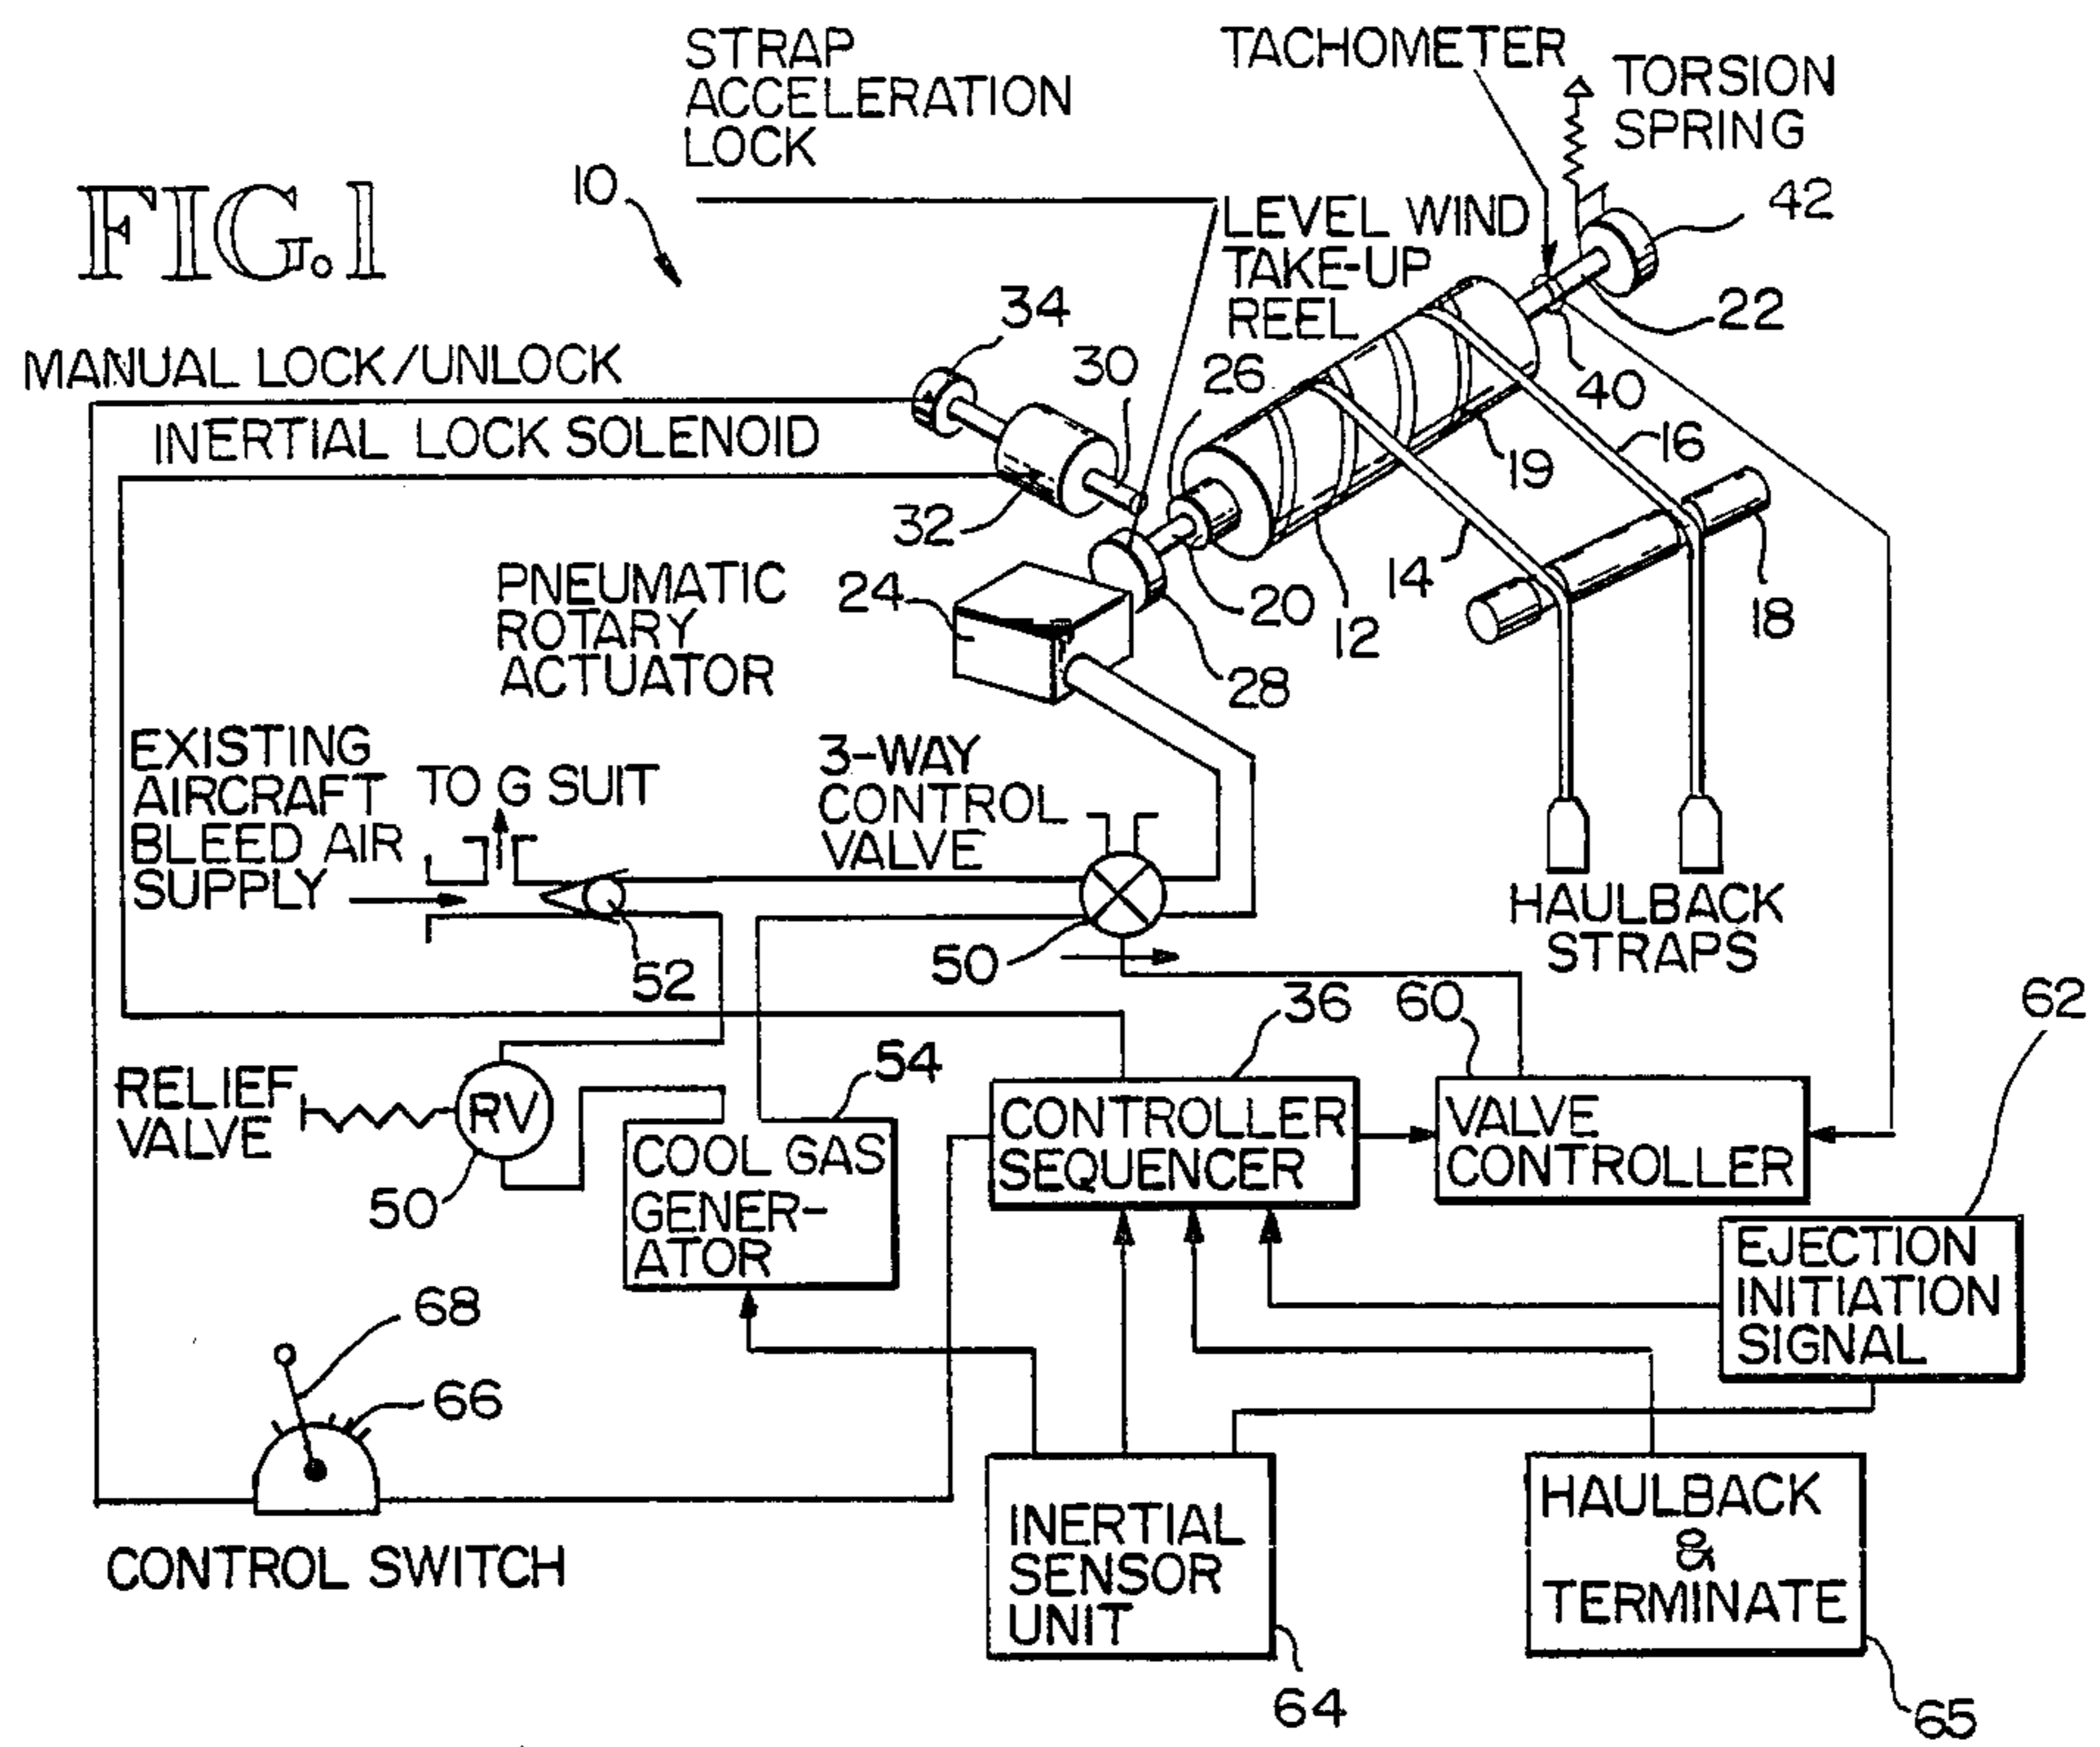 FIG. 1
10
STRAP
ACCELERATION
LOCK
TACHOMETER
TORSION
SPRING
42
LEVEL WIND
TAKE-UP
REEL
22
34
MANUAL LOCK/UNLOCK
30
26
40
INERTIAL LOCK SOLENOID
16
19
32
14
18
PNEUMATIC
ROTARY
ACTUATOR
24
20
12
28
EXISTING
AIRCRAFT
BLEED AIR
SUPPLY
TO G SUIT
3-WAY
CONTROL
VALVE
HAULBACK
STRAPS
52
50
36
60
62
RELIEF
VALVE
RV
50
54
COOL GAS
GENER-
ATOR
CONTROLLER
SEQUENCER
VALVE
CONTROLLER
EJECTION
INITIATION
SIGNAL
68
66
CONTROL SWITCH
INERTIAL
SENSOR
UNIT
64
HAULBACK
&
TERMINATE
65